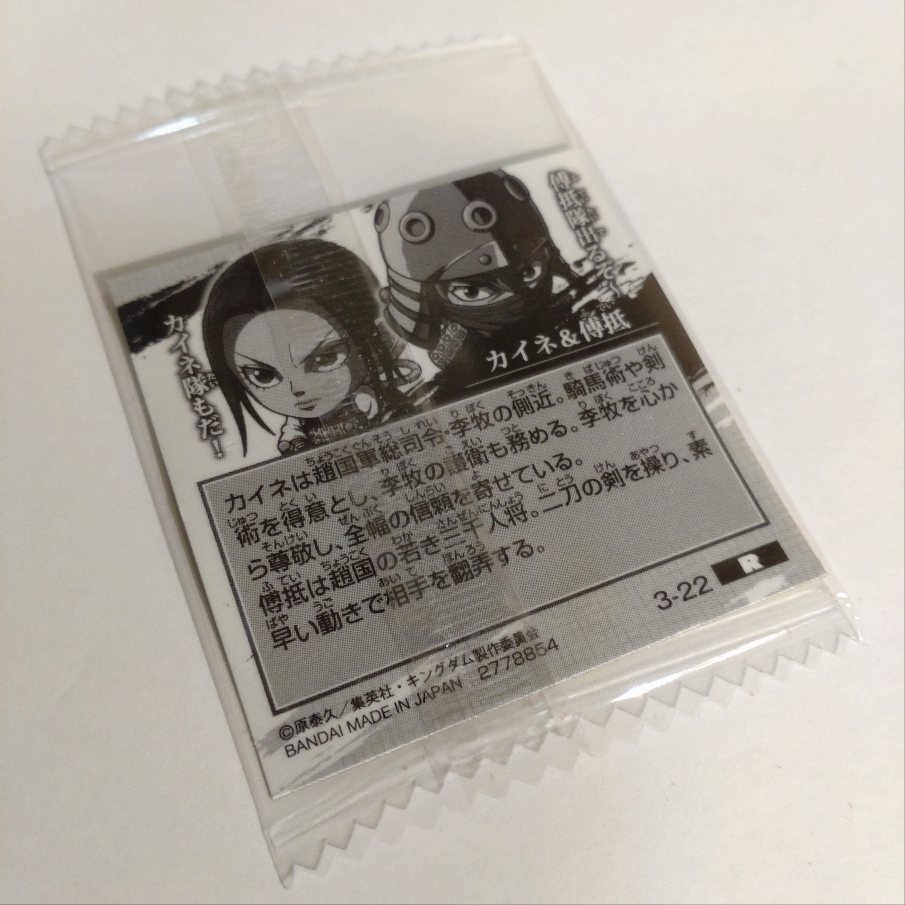 傅抵隊出るぞ!
カイネ隊もだ!
カイネ&傅抵
カイネは趙国軍総司令・李牧の側近。騎馬術や剣
術を得意とし、李牧の護衛も務める。李牧を心か
ら尊敬し、全幅の信頼を寄せている。
傅抵は趙国の若き三千人将。二刀の剣を操り、素
早い動きで相手を翻弄する。
3-22 R
©原泰久/集英社・キングダム製作委員会
BANDAI MADE IN JAPAN 2778854